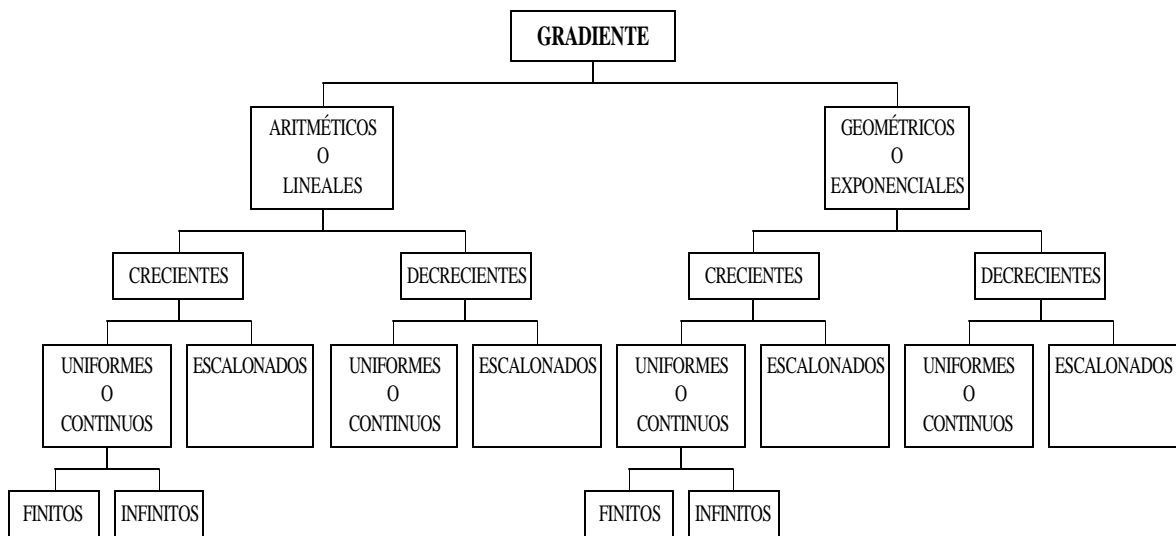 GRADIENTE
ARITMÉTICOS
O
LINEALES
GEOMÉTRICOS
O
EXPONENCIALES
CRECIENTES
DECRECIENTES
CRECIENTES
DECRECIENTES
UNIFORMES
O
CONTINUOS
ESCALONADOS
UNIFORMES
O
CONTINUOS
ESCALONADOS
UNIFORMES
O
CONTINUOS
ESCALONADOS
UNIFORMES
O
CONTINUOS
ESCALONADOS
FINITOS
INFINITOS
FINITOS
INFINITOS